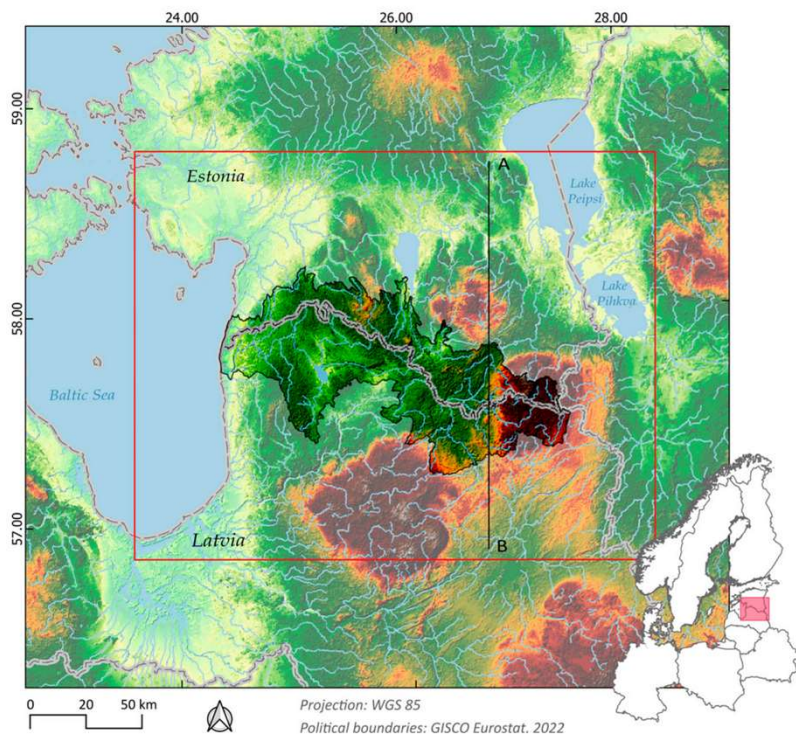 24.00 26.00 28.00
59.00
A
Estonia
Lake
Peipsi
Lake
Pihkva
58.00
Baltic Sea
57.00
Latvia
B
0 20 50 km
Projection: WGS 85
Political boundaries: GISCO Eurostat, 2022